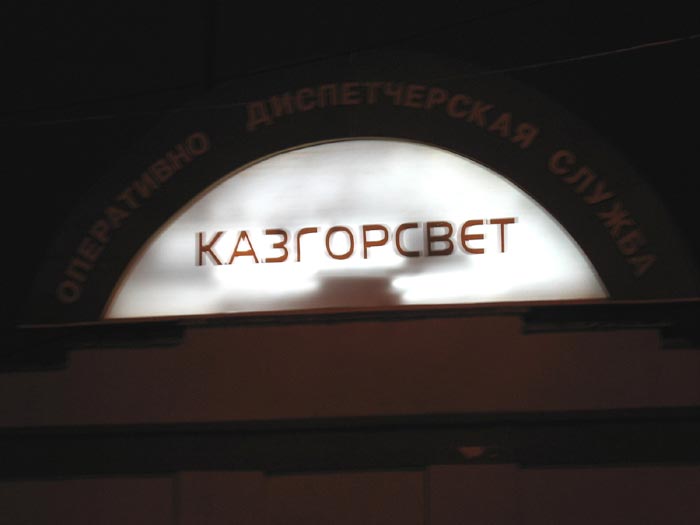 ОПЕРАТИВНО ДИСПЕТЧЕРСКАЯ СЛУЖБА
КАЗГОРСВЕТ